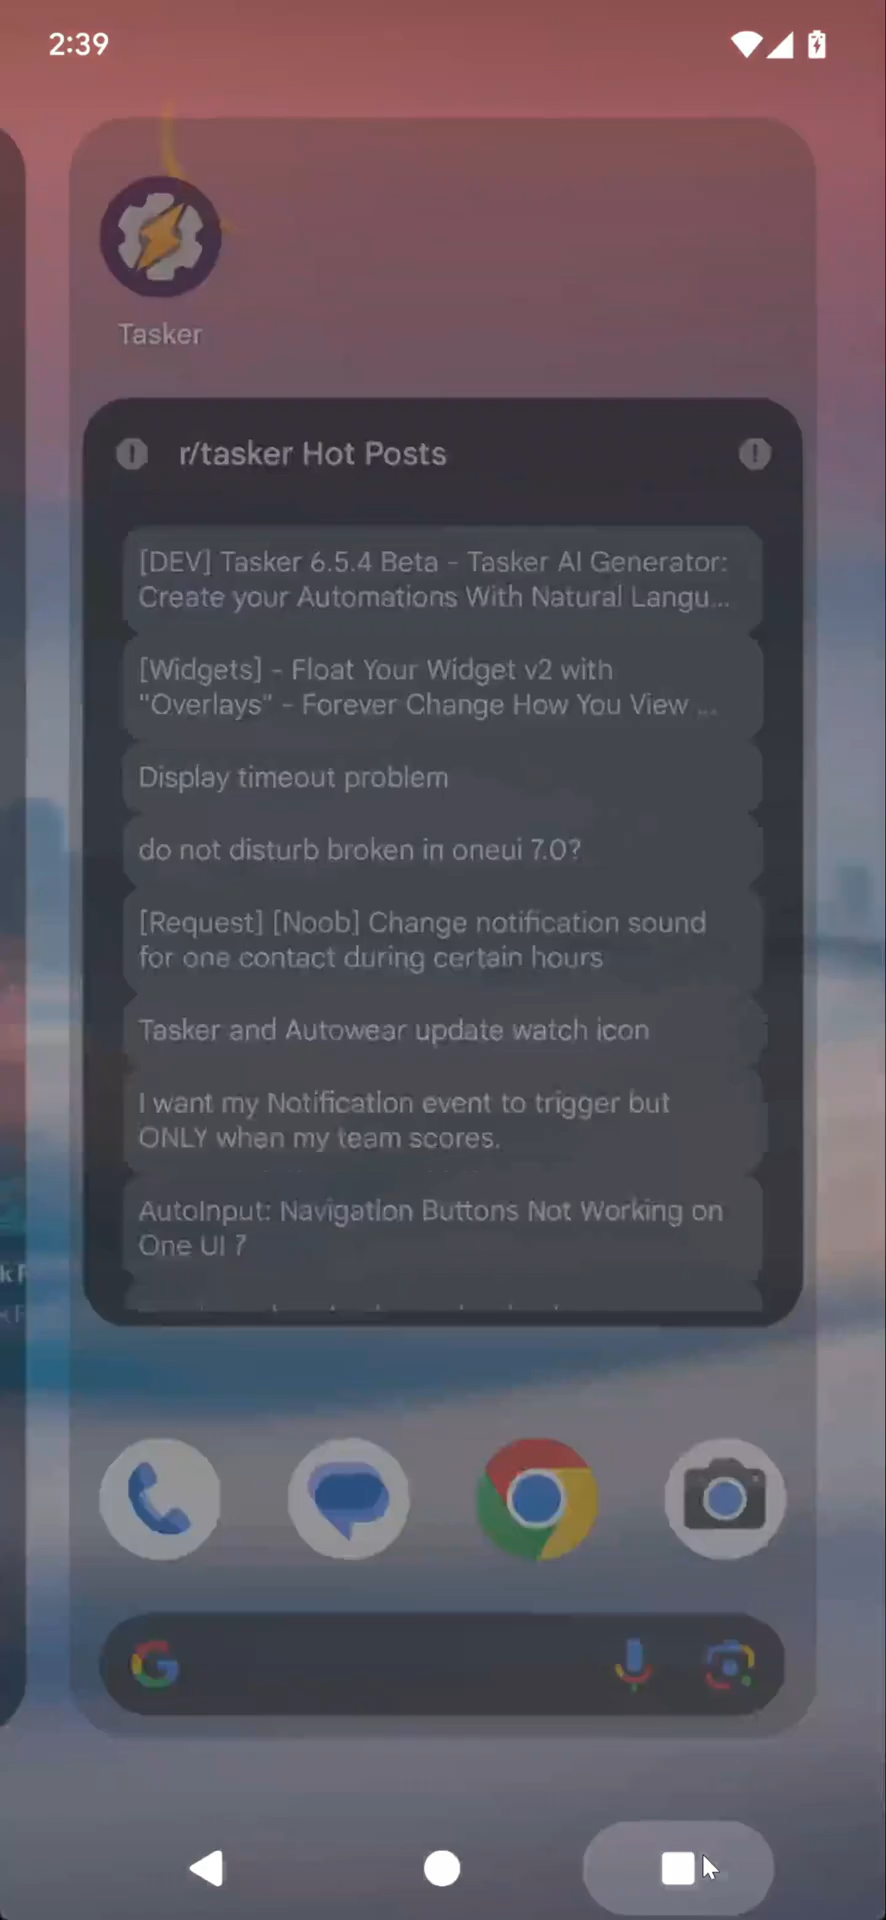 2:39
Tasker
r/tasker Hot Posts
[DEV] Tasker 6.5.4 Beta - Tasker AI Generator:
Create your Automations With Natural Langu...
[Widgets] - Float Your Widget v2 with
"Overlays" - Forever Change How You View ...
Display timeout problem
do not disturb broken in oneui 7.0?
[Request] [Noob] Change notification sound
for one contact during certain hours
Tasker and Autowear update watch icon
I want my Notification event to trigger but
ONLY when my team scores.
AutoInput: Navigation Buttons Not Working on
One UI 7